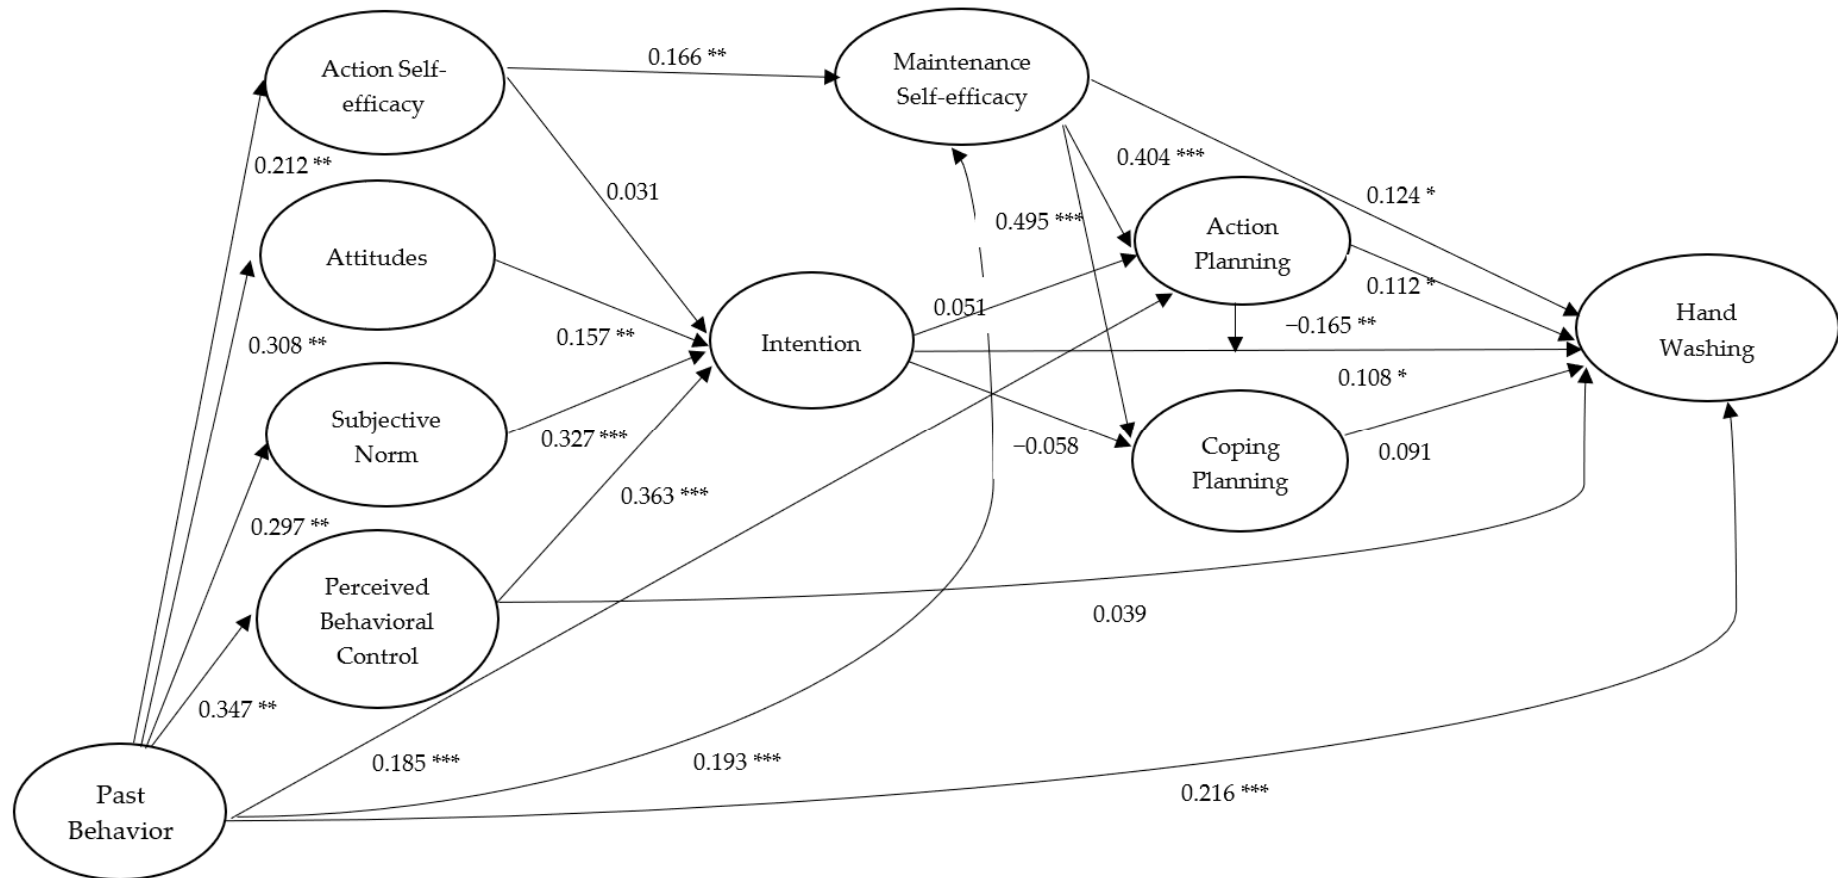 Action Self-
efficacy
0.166 **
Maintenance
Self-efficacy
0.212 **
0.031
0.404 ***
0.124 *
0.495 ***
Attitudes
Action
Planning
0.308 **
0.157 **
Intention
0.051
0.112 *
−0.165 **
Hand
Washing
0.108 *
Subjective
Norm
0.327 ***
−0.058
Coping
Planning
0.091
0.297 **
0.363 ***
Perceived
Behavioral
Control
0.039
0.347 **
0.185 ***
0.193 ***
0.216 ***
Past
Behavior